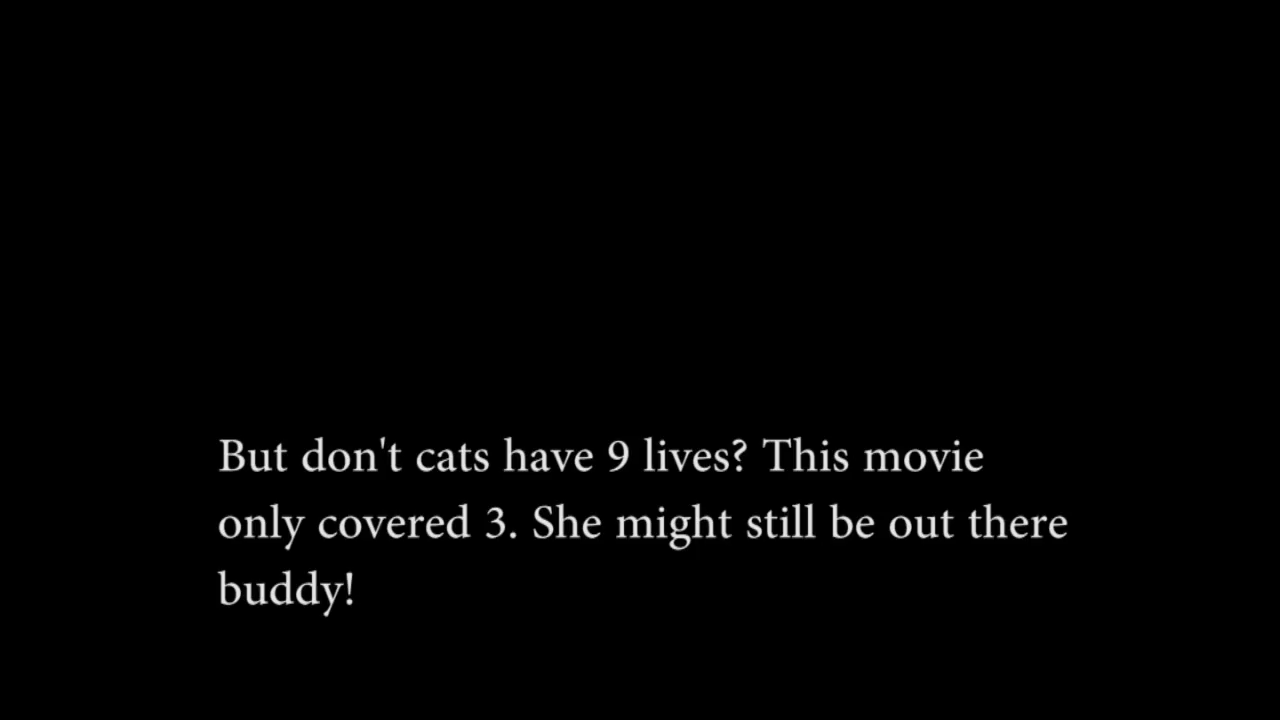 But don't cats have 9 lives? This movie
only covered 3. She might still be out there
buddy!